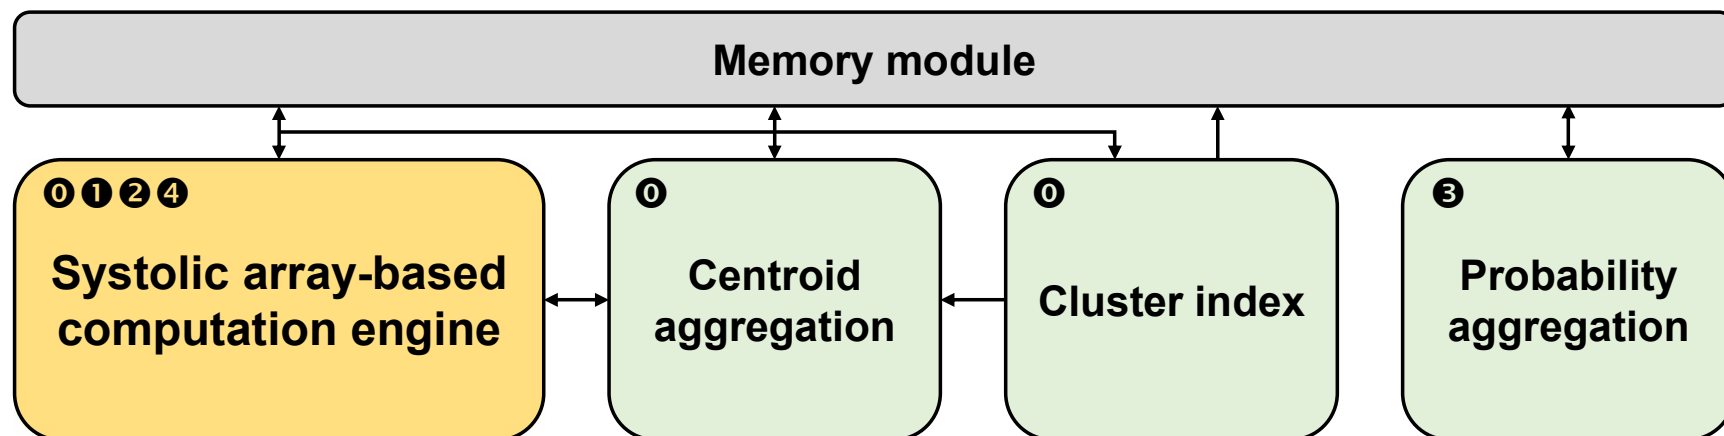 Memory module
⓿❶❷❹
Systolic array-based
computation engine
⓿
Centroid
aggregation
⓿
Cluster index
❸
Probability
aggregation